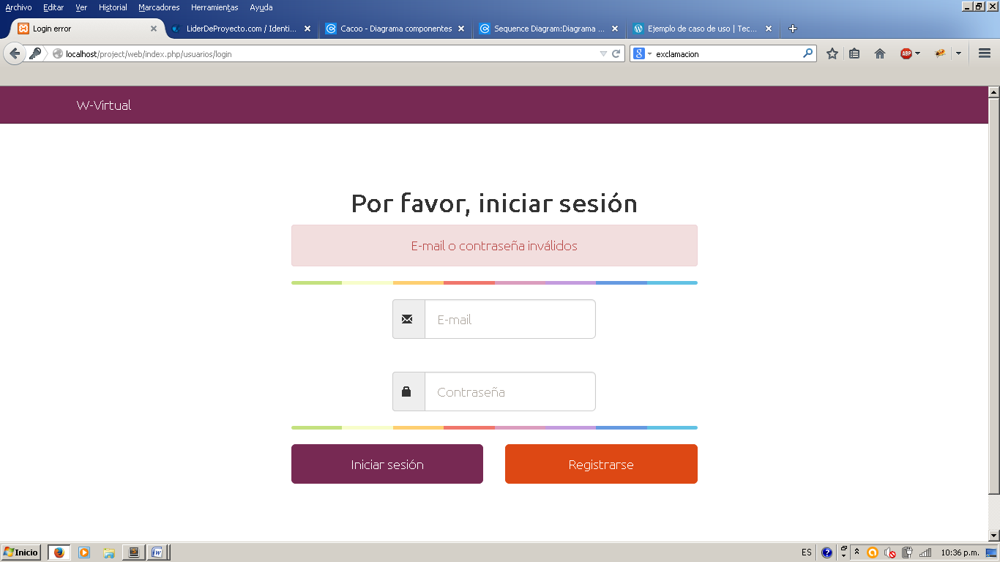 Archivo Editar Ver Historial Marcadores Herramientas Ayuda
Login error
LiderDeProyecto.com / Identi...
Cacoo - Diagrama componentes
Sequence Diagram:Diagrama ...
Ejemplo de caso de uso | Tec...
localhost/project/web/index.php/usuarios/login
exclamacion
ABP
W-Virtual
Por favor, iniciar sesión
E-mail o contraseña inválidos
E-mail
Contraseña
Iniciar sesión
Registrarse
Inicio
ES
10:36 p.m.